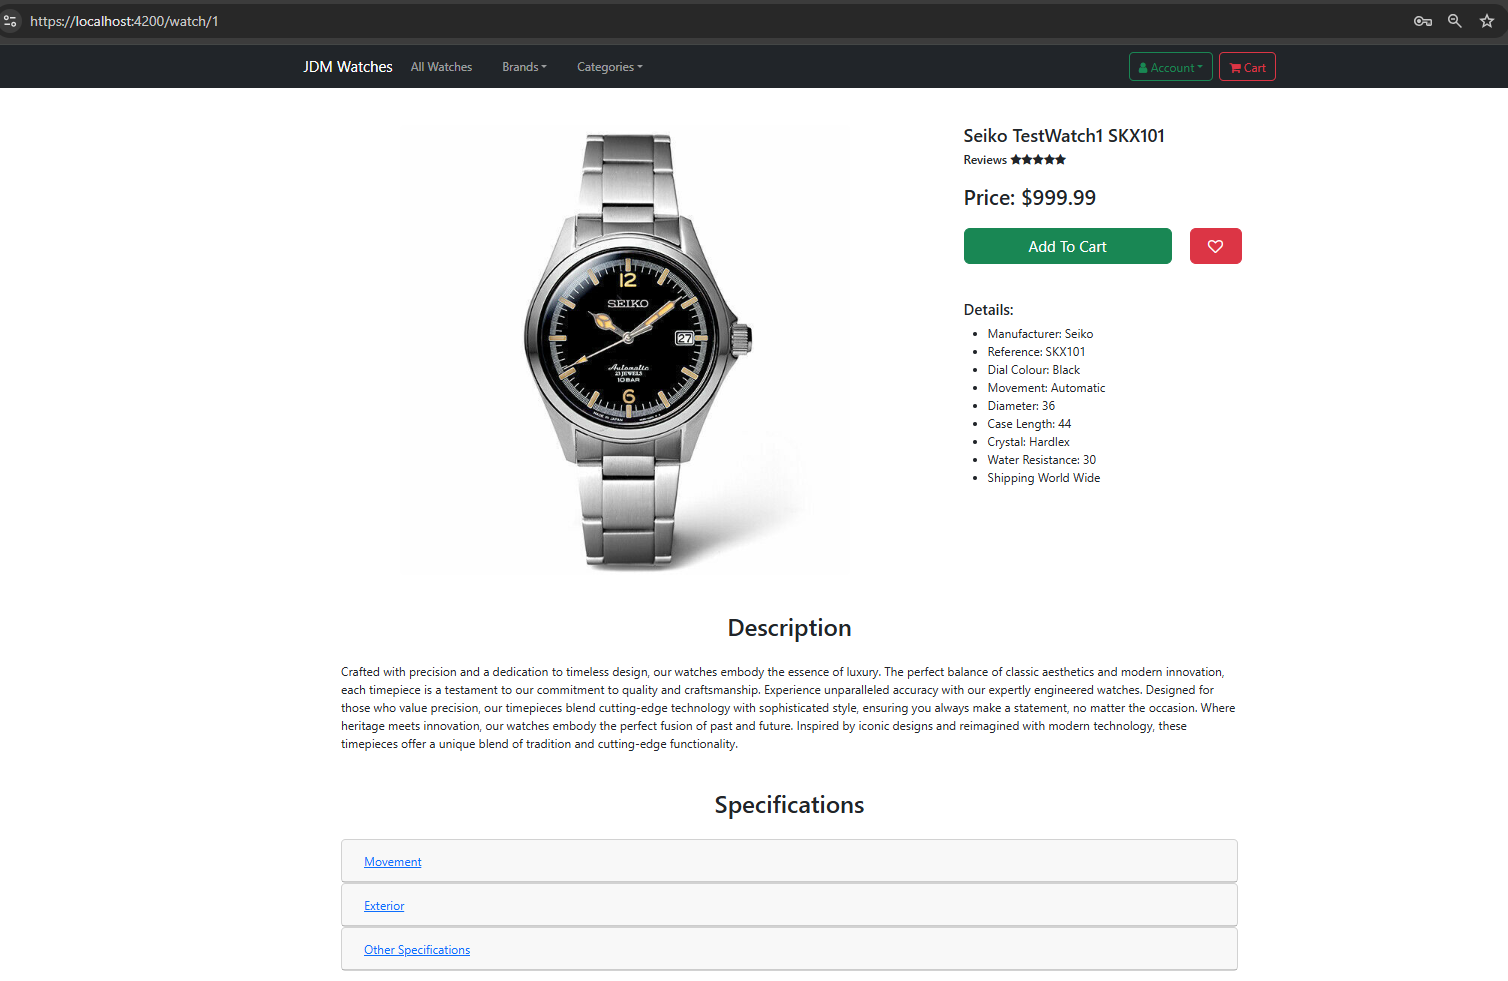 https://localhost:4200/watch/1
JDM Watches All Watches Brands Categories Account Cart
Seiko TestWatch1 SKX101
Reviews
Price: $999.99
Add To Cart
12
SEIKO
27
Automatic
23 JEWELS
10 BAR
6
Details:
Manufacturer: Seiko
Reference: SKX101
Dial Colour: Black
Movement: Automatic
Diameter: 36
Case Length: 44
Crystal: Hardlex
Water Resistance: 30
Shipping World Wide
Description
Crafted with precision and a dedication to timeless design, our watches embody the essence of luxury. The perfect balance of classic aesthetics and modern innovation,
each timepiece is a testament to our commitment to quality and craftsmanship. Experience unparalleled accuracy with our expertly engineered watches. Designed for
those who value precision, our timepieces blend cutting-edge technology with sophisticated style, ensuring you always make a statement, no matter the occasion. Where
heritage meets innovation, our watches embody the perfect fusion of past and future. Inspired by iconic designs and reimagined with modern technology, these
timepieces offer a unique blend of tradition and cutting-edge functionality.
Specifications
Movement
Exterior
Other Specifications